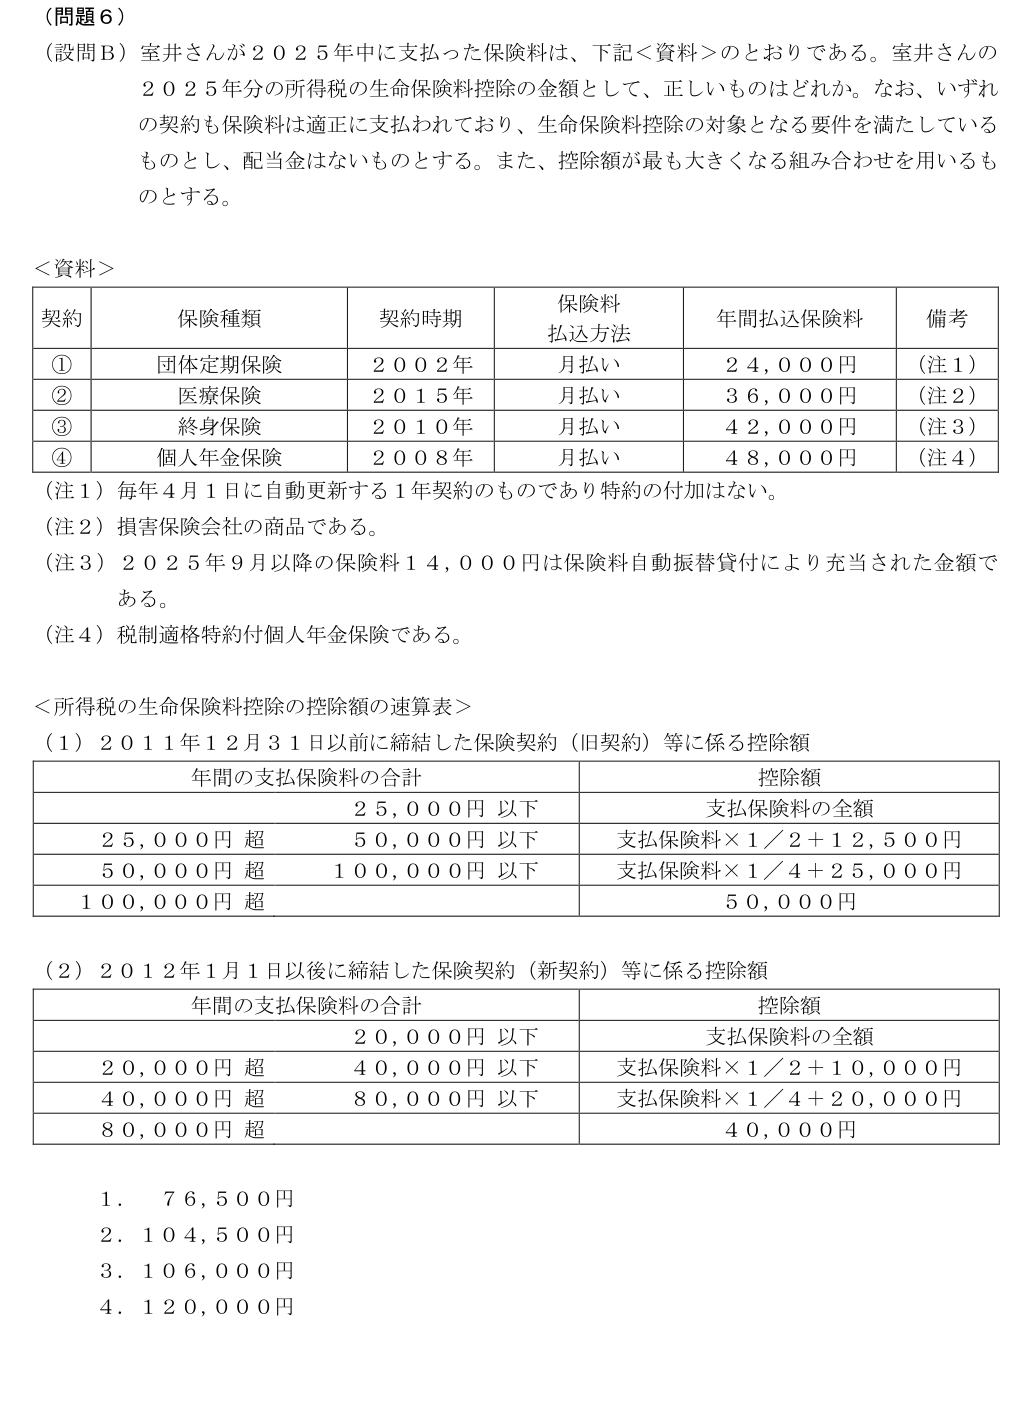 （問題６）
（設問Ｂ）室井さんが２０２５年中に支払った保険料は、下記＜資料＞のとおりである。室井さんの
２０２５年分の所得税の生命保険料控除の金額として、正しいものはどれか。なお、いずれ
の契約も保険料は適正に支払われており、生命保険料控除の対象となる要件を満たしている
ものとし、配当金はないものとする。また、控除額が最も大きくなる組み合わせを用いるも
のとする。
＜資料＞
契約 保険種類 契約時期 保険料 払込方法 年間払込保険料 備考
① 団体定期保険 ２００２年 月払い ２４,０００円 （注１）
② 医療保険 ２０１５年 月払い ３６,０００円 （注２）
③ 終身保険 ２０１０年 月払い ４２,０００円 （注３）
④ 個人年金保険 ２００８年 月払い ４８,０００円 （注４）
（注１）毎年４月１日に自動更新する１年契約のものであり特約の付加はない。
（注２）損害保険会社の商品である。
（注３）２０２５年９月以降の保険料１４,０００円は保険料自動振替貸付により充当された金額で
ある。
（注４）税制適格特約付個人年金保険である。
＜所得税の生命保険料控除の控除額の速算表＞
（１）２０１１年１２月３１日以前に締結した保険契約（旧契約）等に係る控除額
年間の支払保険料の合計 控除額
２５,０００円 以下 支払保険料の全額
２５,０００円 超 ５０,０００円 以下 支払保険料×１／２＋１２,５００円
５０,０００円 超 １００,０００円 以下 支払保険料×１／４＋２５,０００円
１００,０００円 超 ５０,０００円
（２）２０１２年１月１日以後に締結した保険契約（新契約）等に係る控除額
年間の支払保険料の合計 控除額
２０,０００円 以下 支払保険料の全額
２０,０００円 超 ４０,０００円 以下 支払保険料×１／２＋１０,０００円
４０,０００円 超 ８０,０００円 以下 支払保険料×１／４＋２０,０００円
８０,０００円 超 ４０,０００円
１．　７６,５００円
２．１０４,５００円
３．１０６,０００円
４．１２０,０００円